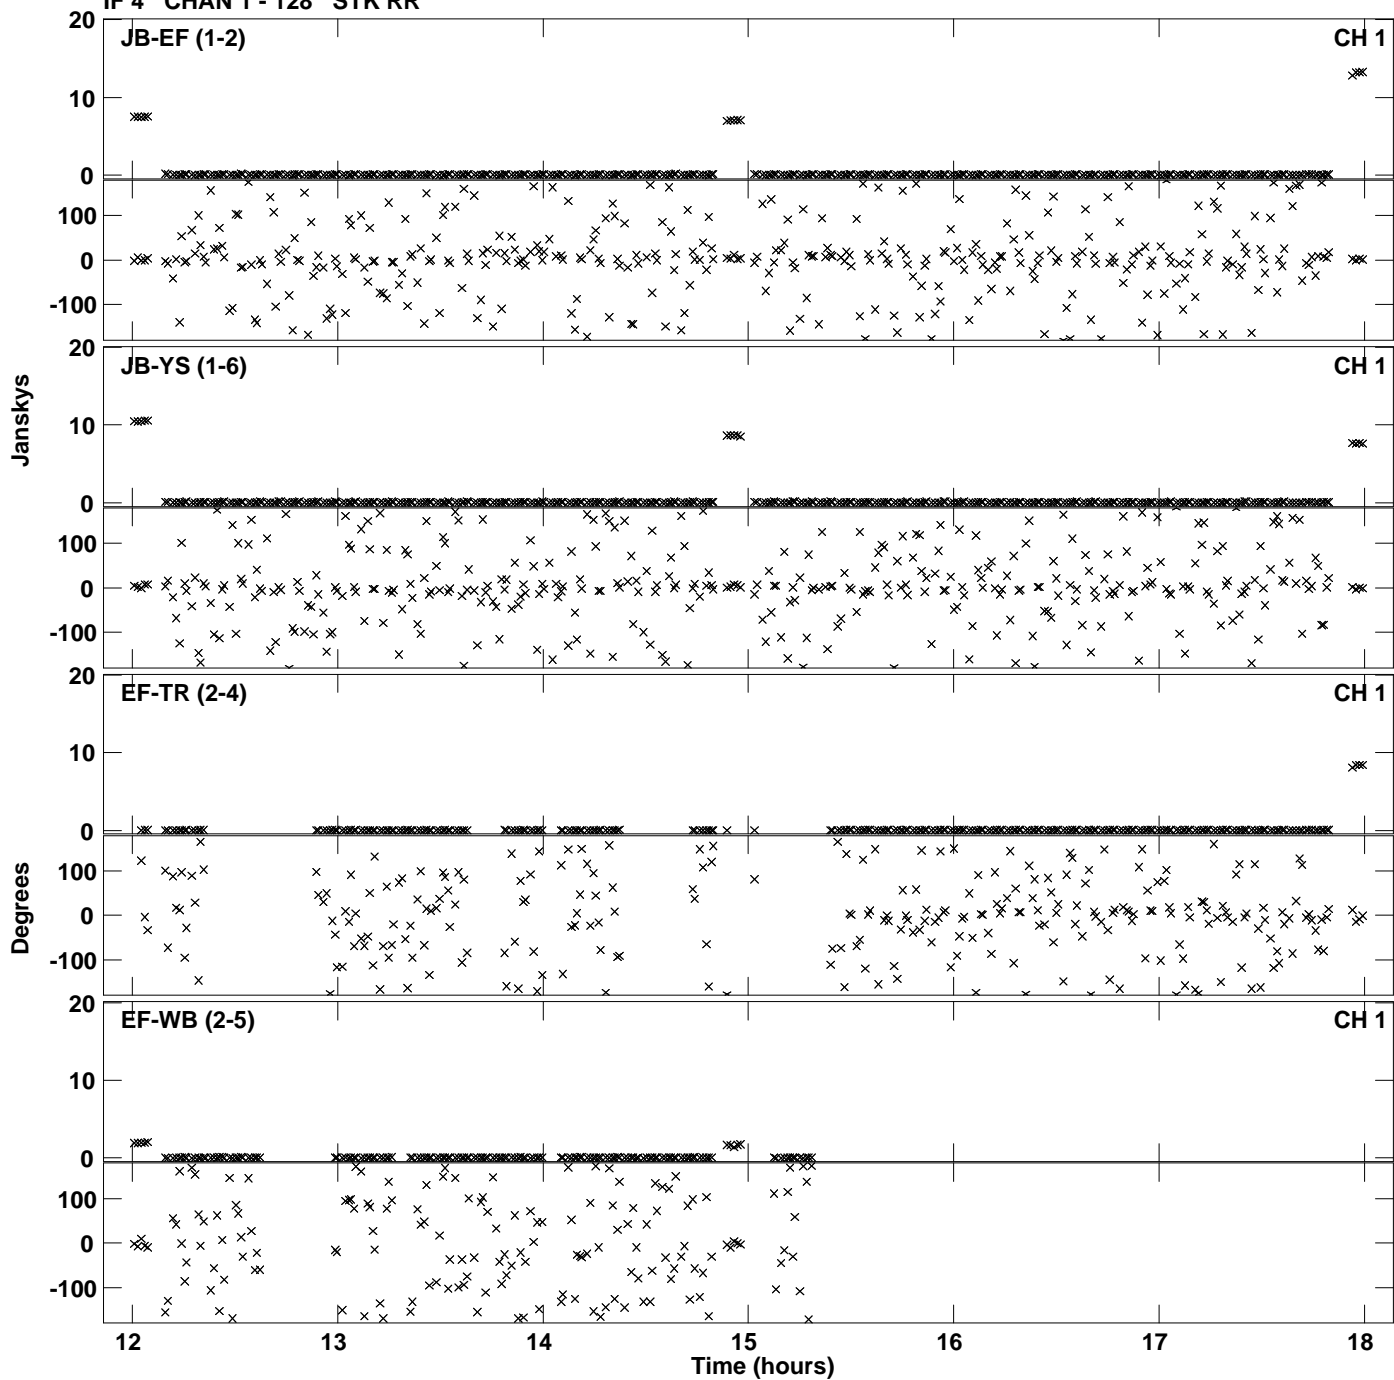 IF 4 CHAN 1 - 128 STK RR
20
JB-EF (1-2) CH 1
10
0
100
0
-100
20
JB-YS (1-6) CH 1
10
0
100
0
-100
Janskys
20
EF-TR (2-4) CH 1
10
0
100
0
-100
Degrees
20
EF-WB (2-5) CH 1
10
0
100
0
-100
12 13 14 15 16 17 18
Time (hours)